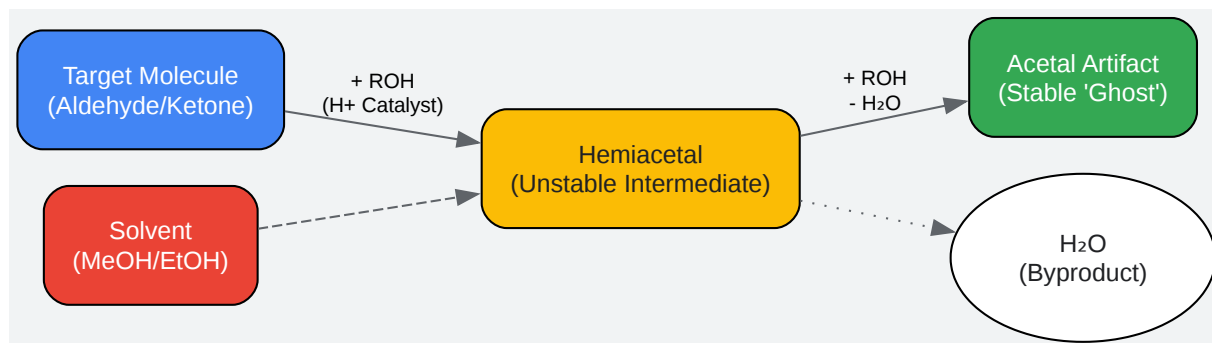 Target Molecule
(Aldehyde/Ketone)
+ ROH
(H+ Catalyst)
Solvent
(MeOH/EtOH)
Hemiacetal
(Unstable Intermediate)
+ ROH
- H₂O
Acetal Artifact
(Stable 'Ghost')
H₂O
(Byproduct)